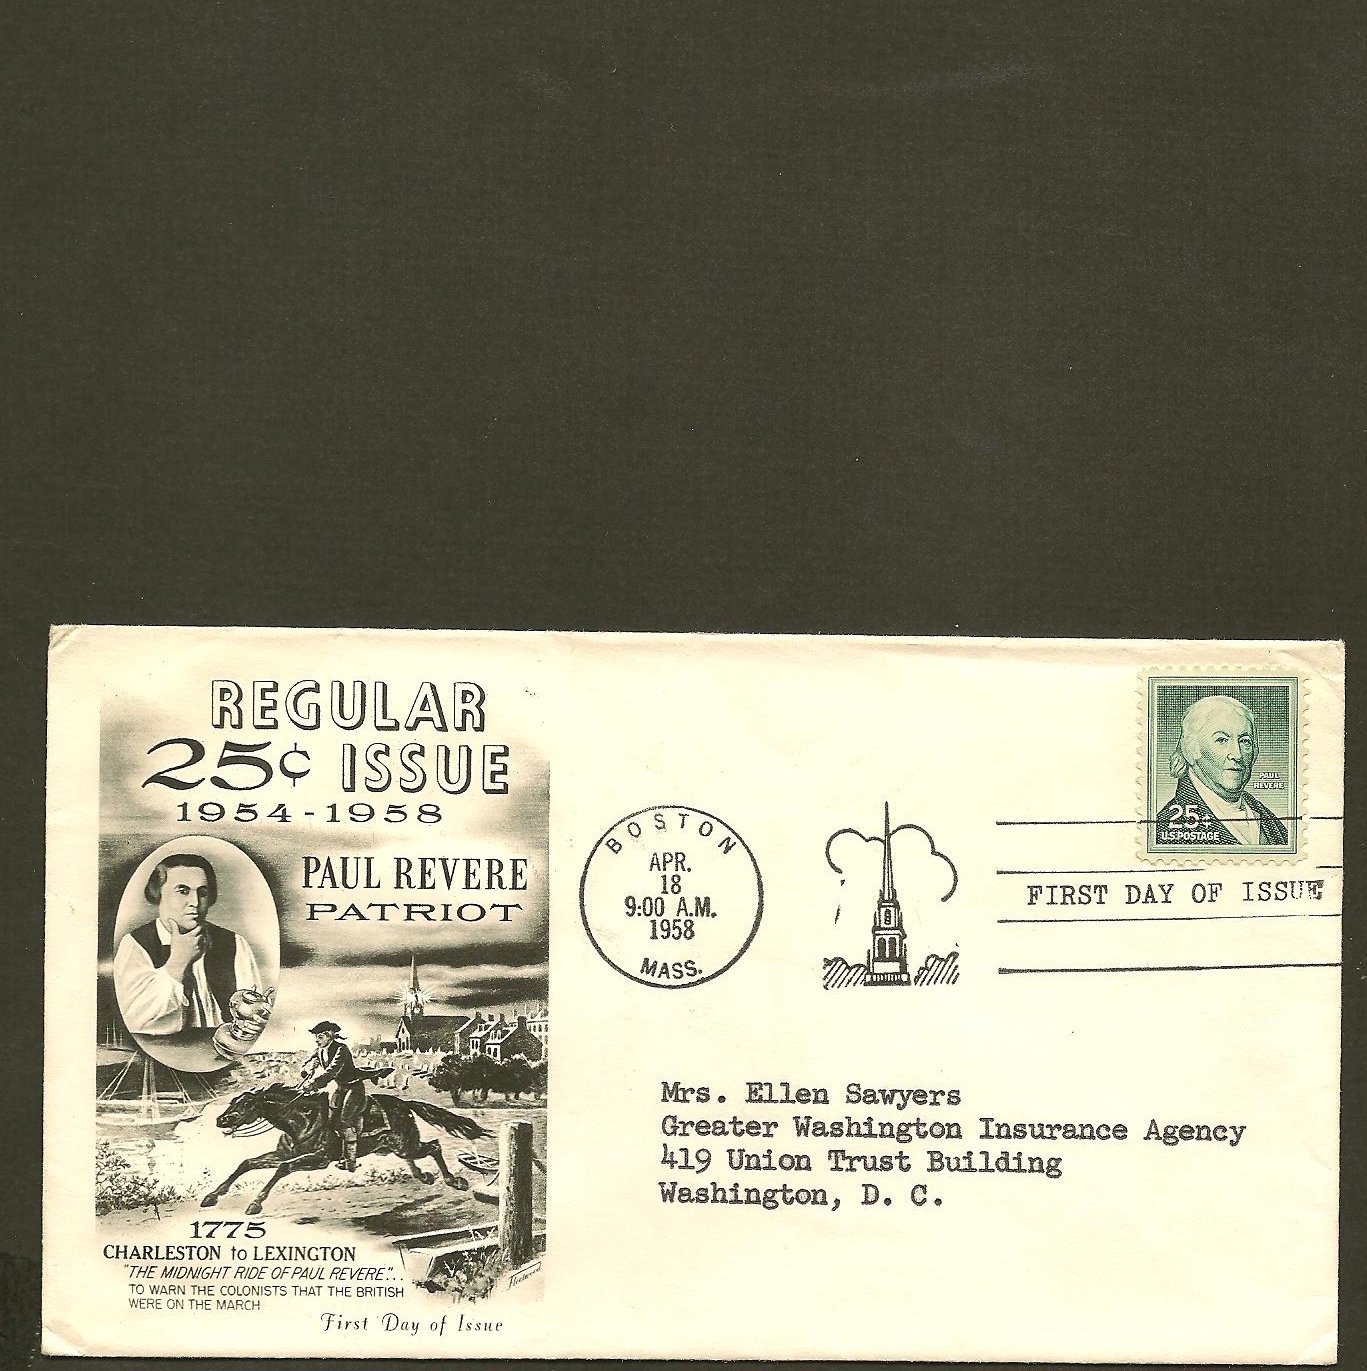 REGULAR
25¢ ISSUE
1954-1958
PAUL REVERE
PATRIOT
1775
CHARLESTON to LEXINGTON
"THE MIDNIGHT RIDE OF PAUL REVERE"...
TO WARN THE COLONISTS THAT THE BRITISH
WERE ON THE MARCH
Fleetwood
First Day of Issue
BOSTON
APR.
18
9:00 A.M.
1958
MASS.
PAUL
REVERE
25¢
U.S. POSTAGE
FIRST DAY OF ISSUE
Mrs. Ellen Sawyers
Greater Washington Insurance Agency
419 Union Trust Building
Washington, D. C.